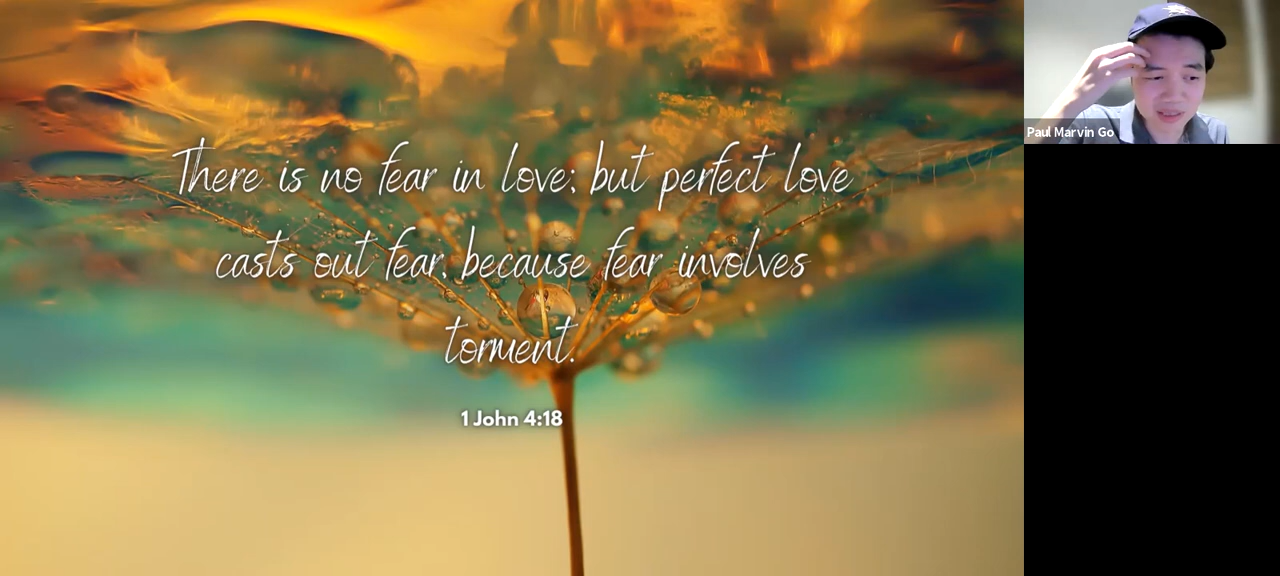 There is no fear in love; but perfect love
casts out fear, because fear involves
torment.
1 John 4:18
Paul Marvin Go